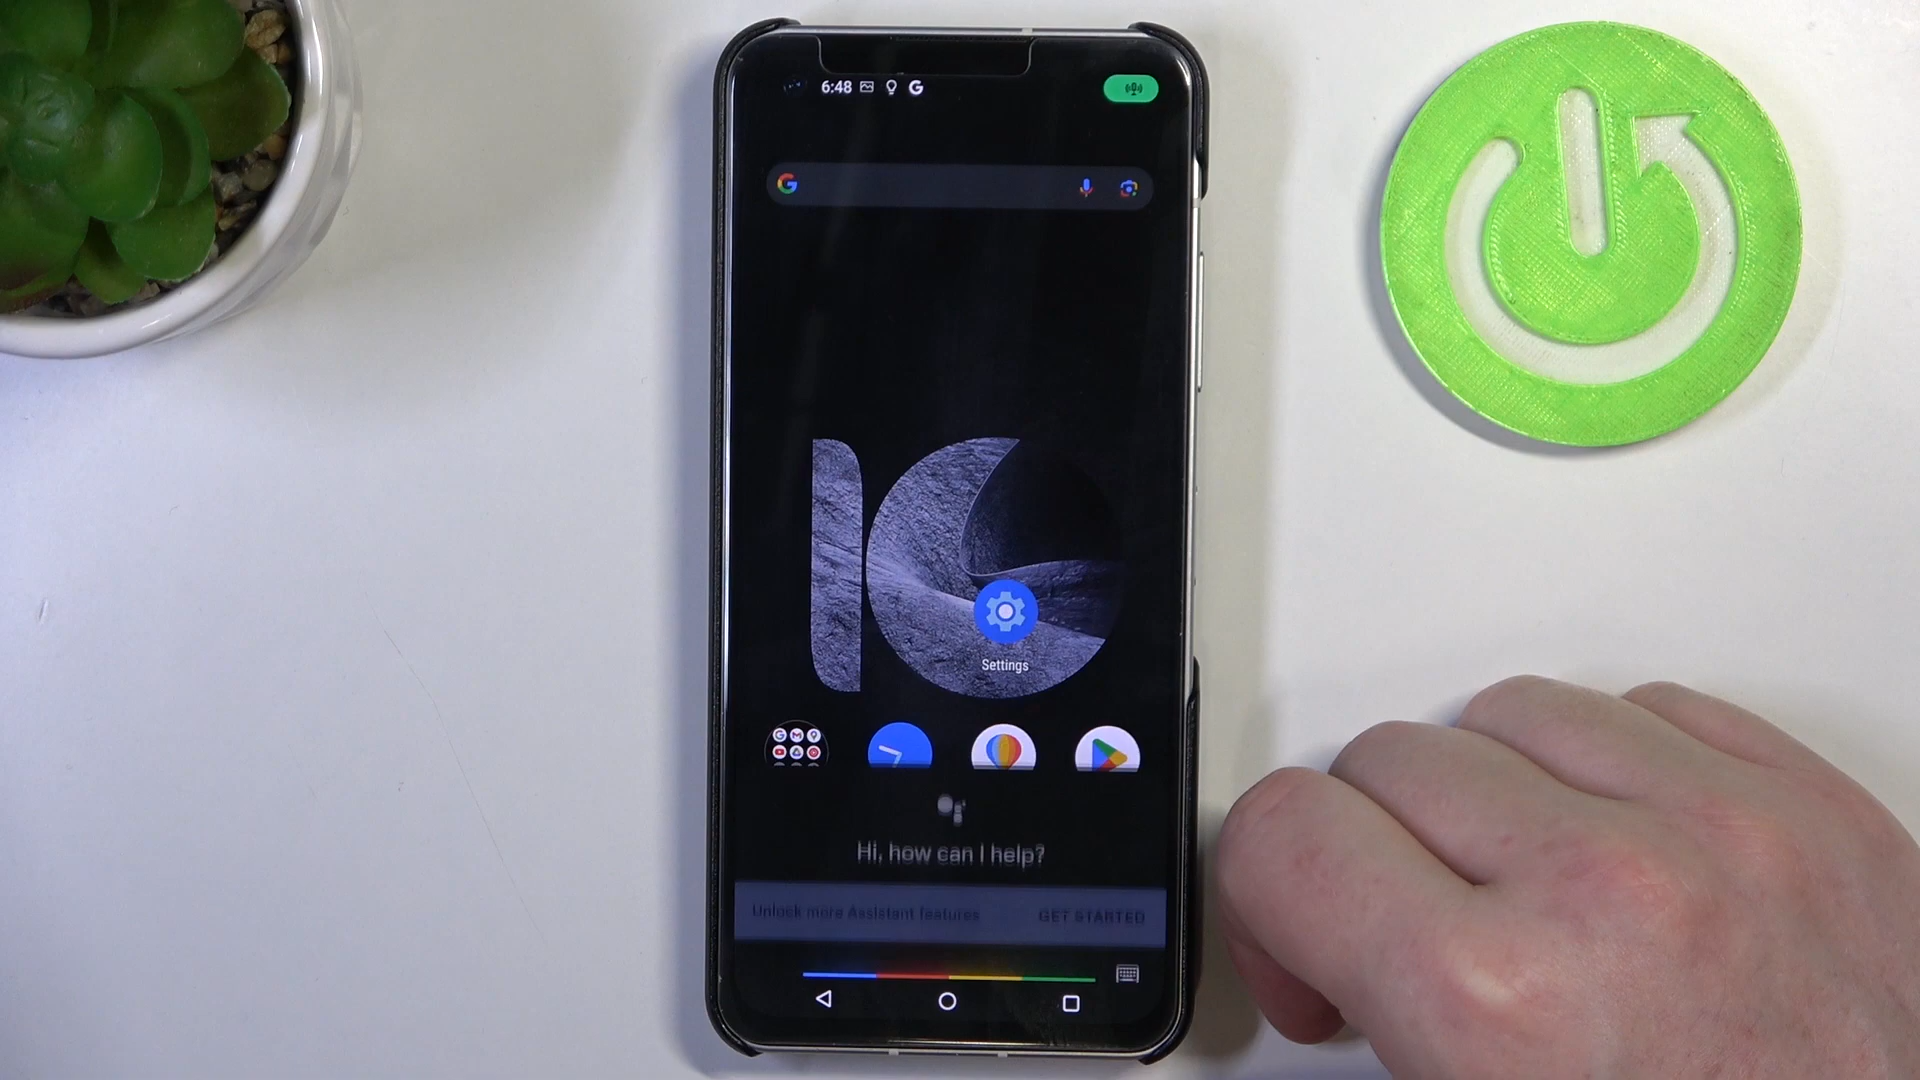 6:48
Settings
Hi, how can I help?
Unlock more Assistant features GET STARTED